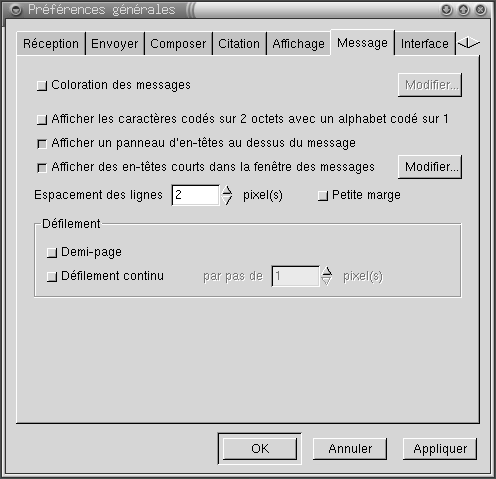 Préférences générales
Réception Envoyer Composer Citation Affichage Message Interface
Coloration des messages Modifier...
Afficher les caractères codés sur 2 octets avec un alphabet codé sur 1
Afficher un panneau d'en-têtes au dessus du message
Afficher des en-têtes courts dans la fenêtre des messages Modifier...
Espacement des lignes 2 pixel(s) Petite marge
Défilement
Demi-page
Défilement continu par pas de 1 pixel(s)
OK Annuler Appliquer